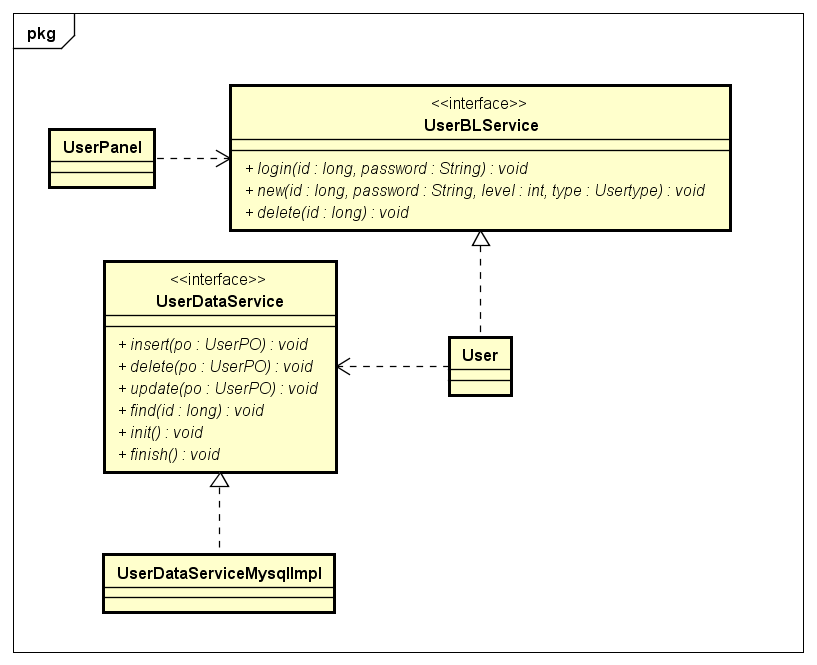 pkg
<<interface>>
UserBLService
+ login(id : long, password : String) : void
+ new(id : long, password : String, level : int, type : Usertype) : void
+ delete(id : long) : void
UserPanel
<<interface>>
UserDataService
+ insert(po : UserPO) : void
+ delete(po : UserPO) : void
+ update(po : UserPO) : void
+ find(id : long) : void
+ init() : void
+ finish() : void
User
UserDataServiceMysqlImpl